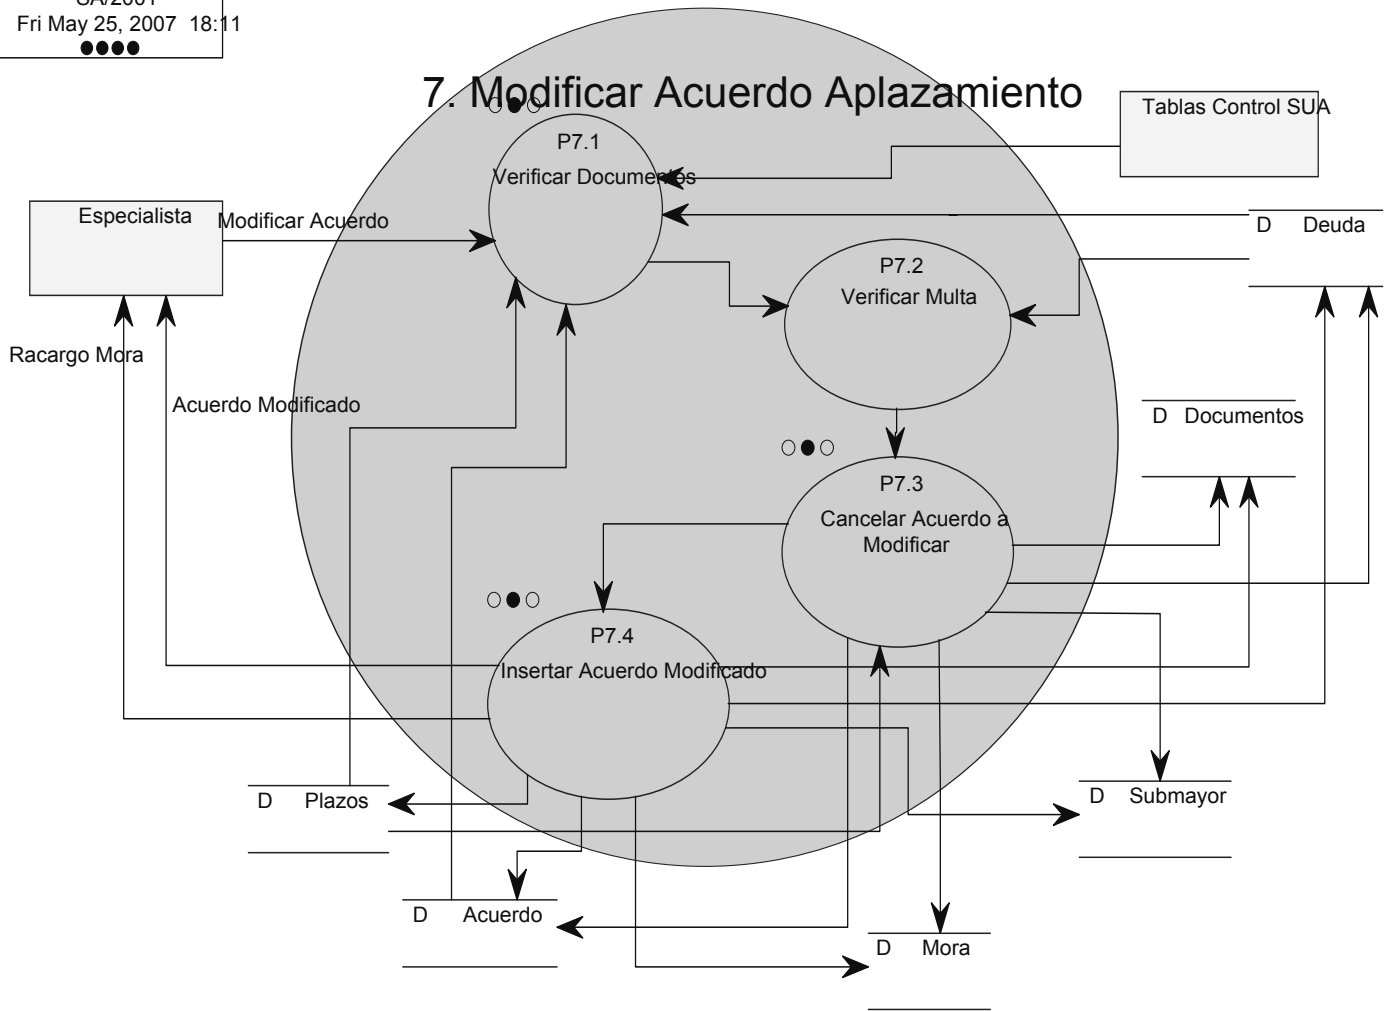 SA/2001
Fri May 25, 2007 18:11
7. Modificar Acuerdo Aplazamiento
Tablas Control SUA
P7.1
Verificar Documentos
Especialista
Modificar Acuerdo
D Deuda
P7.2
Verificar Multa
Racargo Mora
Acuerdo Modificado
D Documentos
P7.3
Cancelar Acuerdo a
Modificar
P7.4
Insertar Acuerdo Modificado
D Plazos
D Submayor
D Acuerdo
D Mora